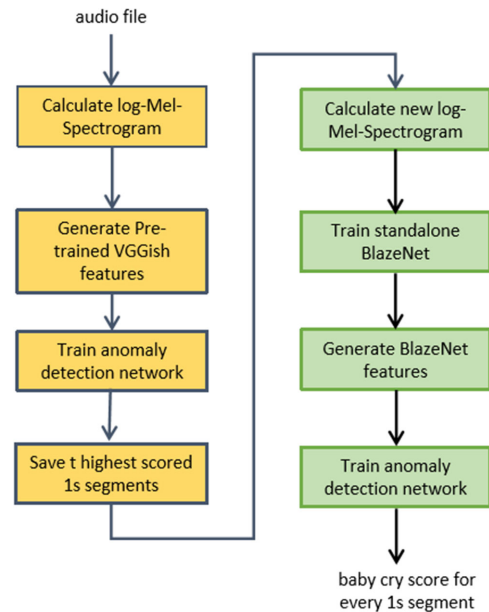 audio file
Calculate log-Mel-
Spectrogram
Generate Pre-
trained VGGish
features
Train anomaly
detection network
Save t highest scored
1s segments
Calculate new log-
Mel-Spectrogram
Train standalone
BlazeNet
Generate BlazeNet
features
Train anomaly
detection network
baby cry score for
every 1s segment